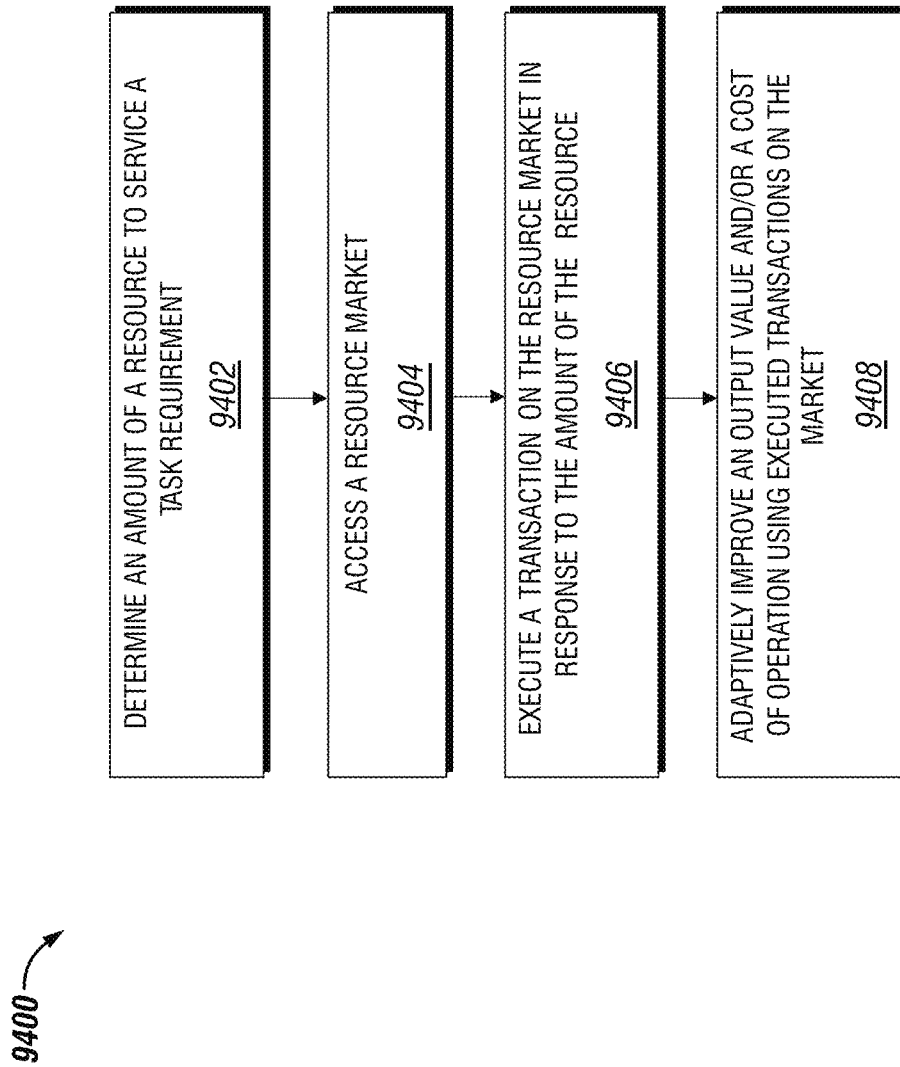 9400
DETERMINE AN AMOUNT OF A RESOURCE TO SERVICE A
TASK REQUIREMENT
9402
ACCESS A RESOURCE MARKET
9404
EXECUTE A TRANSACTION ON THE RESOURCE MARKET IN
RESPONSE TO THE AMOUNT OF THE RESOURCE
9406
ADAPTIVELY IMPROVE AN OUTPUT VALUE AND/OR A COST
OF OPERATION USING EXECUTED TRANSACTIONS ON THE
MARKET
9408